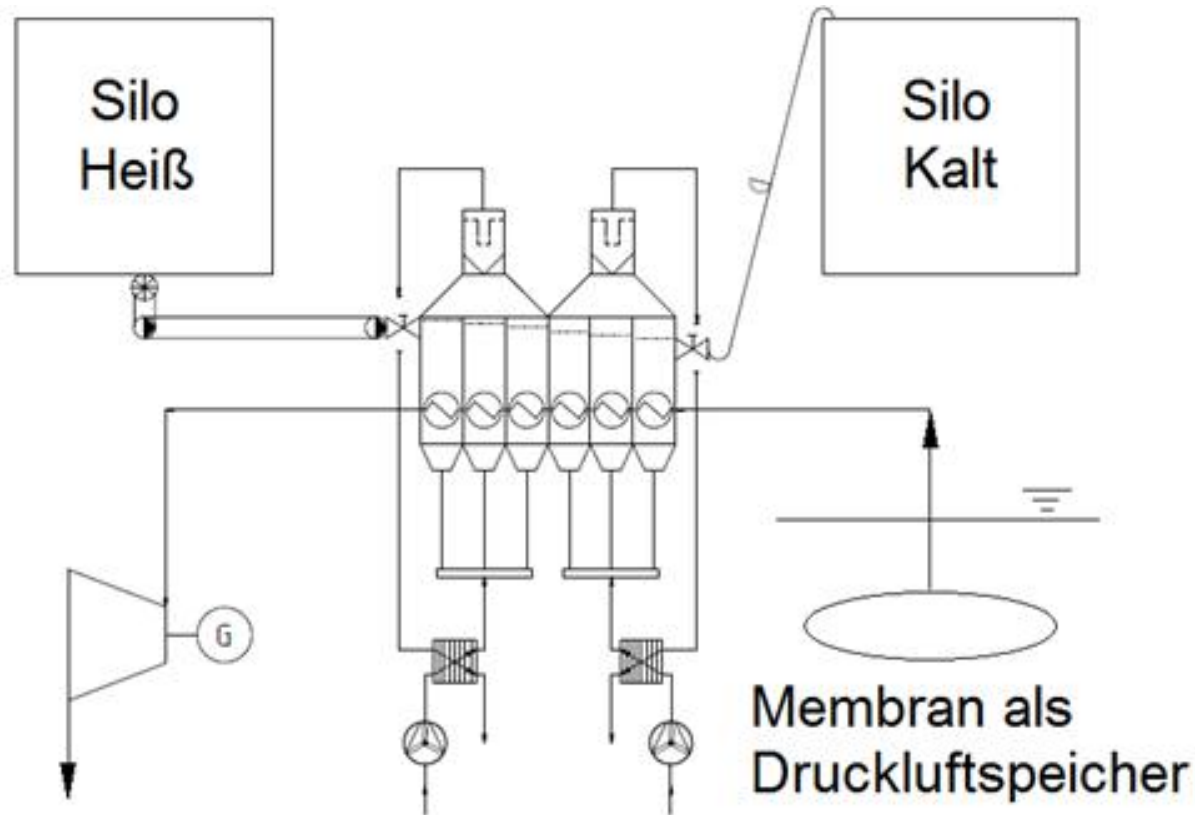 Silo
Heiß
Silo
Kalt
G
Membran als
Druckluftspeicher